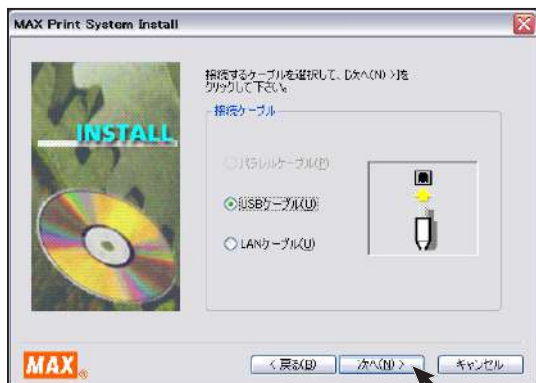 MAX Print System Install
接続するケーブルを選択して、[次へ(N) >]を
クリックして下さい。
接続ケーブル
INSTALL
パラレルケーブル(P)
USBケーブル(U)
LANケーブル(U)
MAX®
< 戻る(B)
次へ(N) >
キャンセル